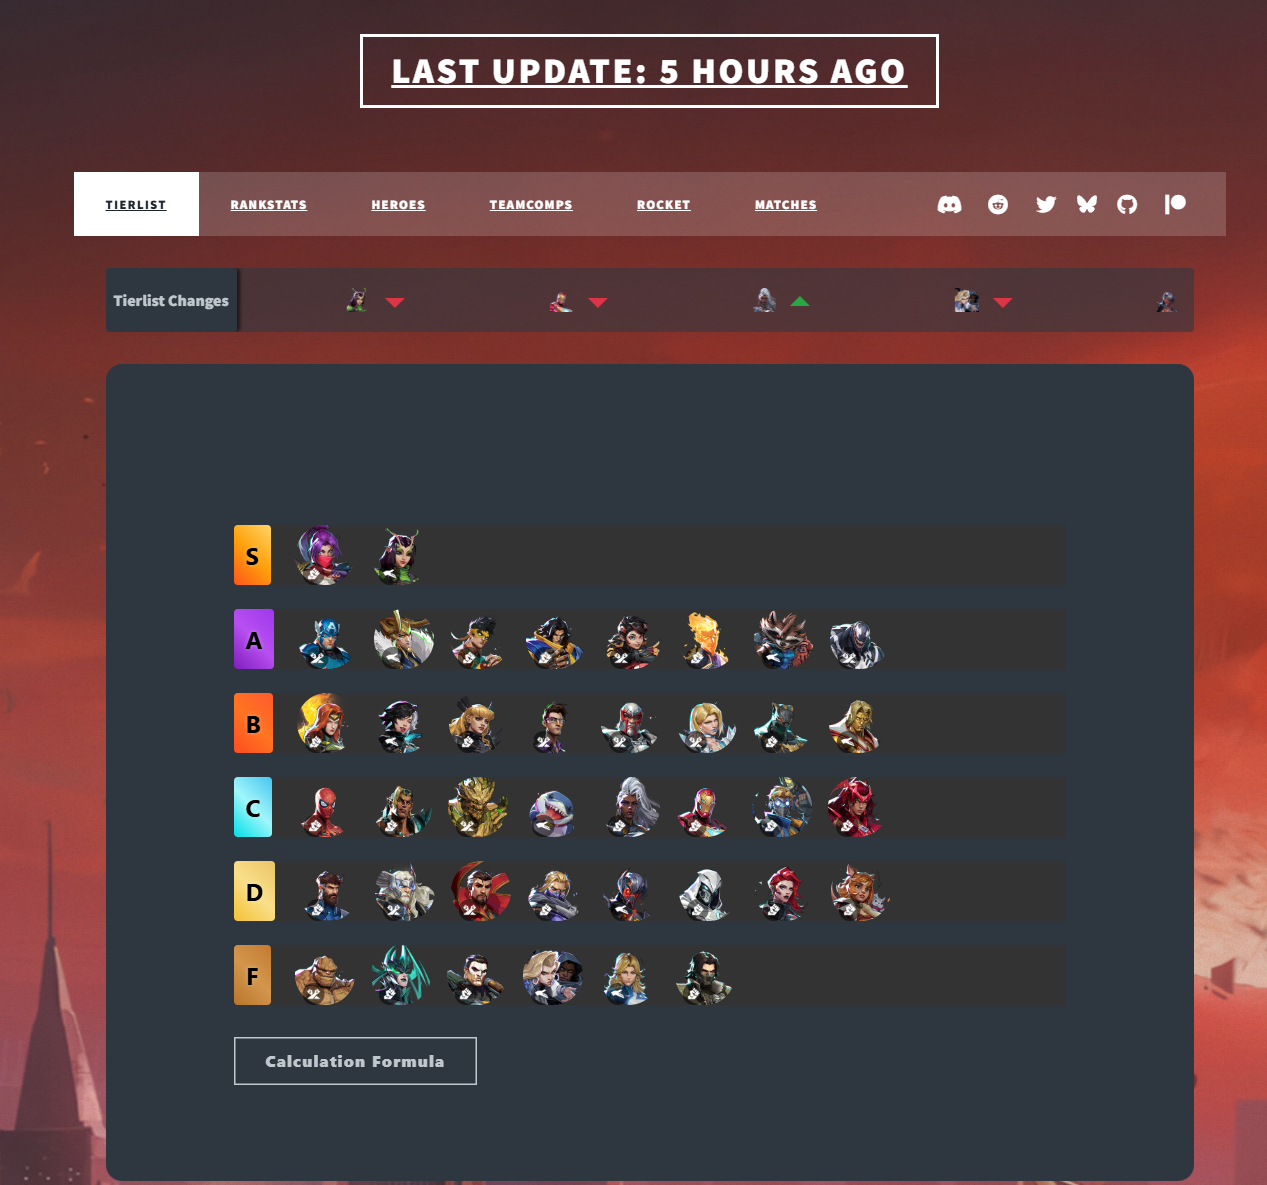 LAST UPDATE: 5 HOURS AGO
TIERLIST RANKSTATS HEROES TEAMCOMPS ROCKET MATCHES
Tierlist Changes
S
A
B
C
D
F
Calculation Formula